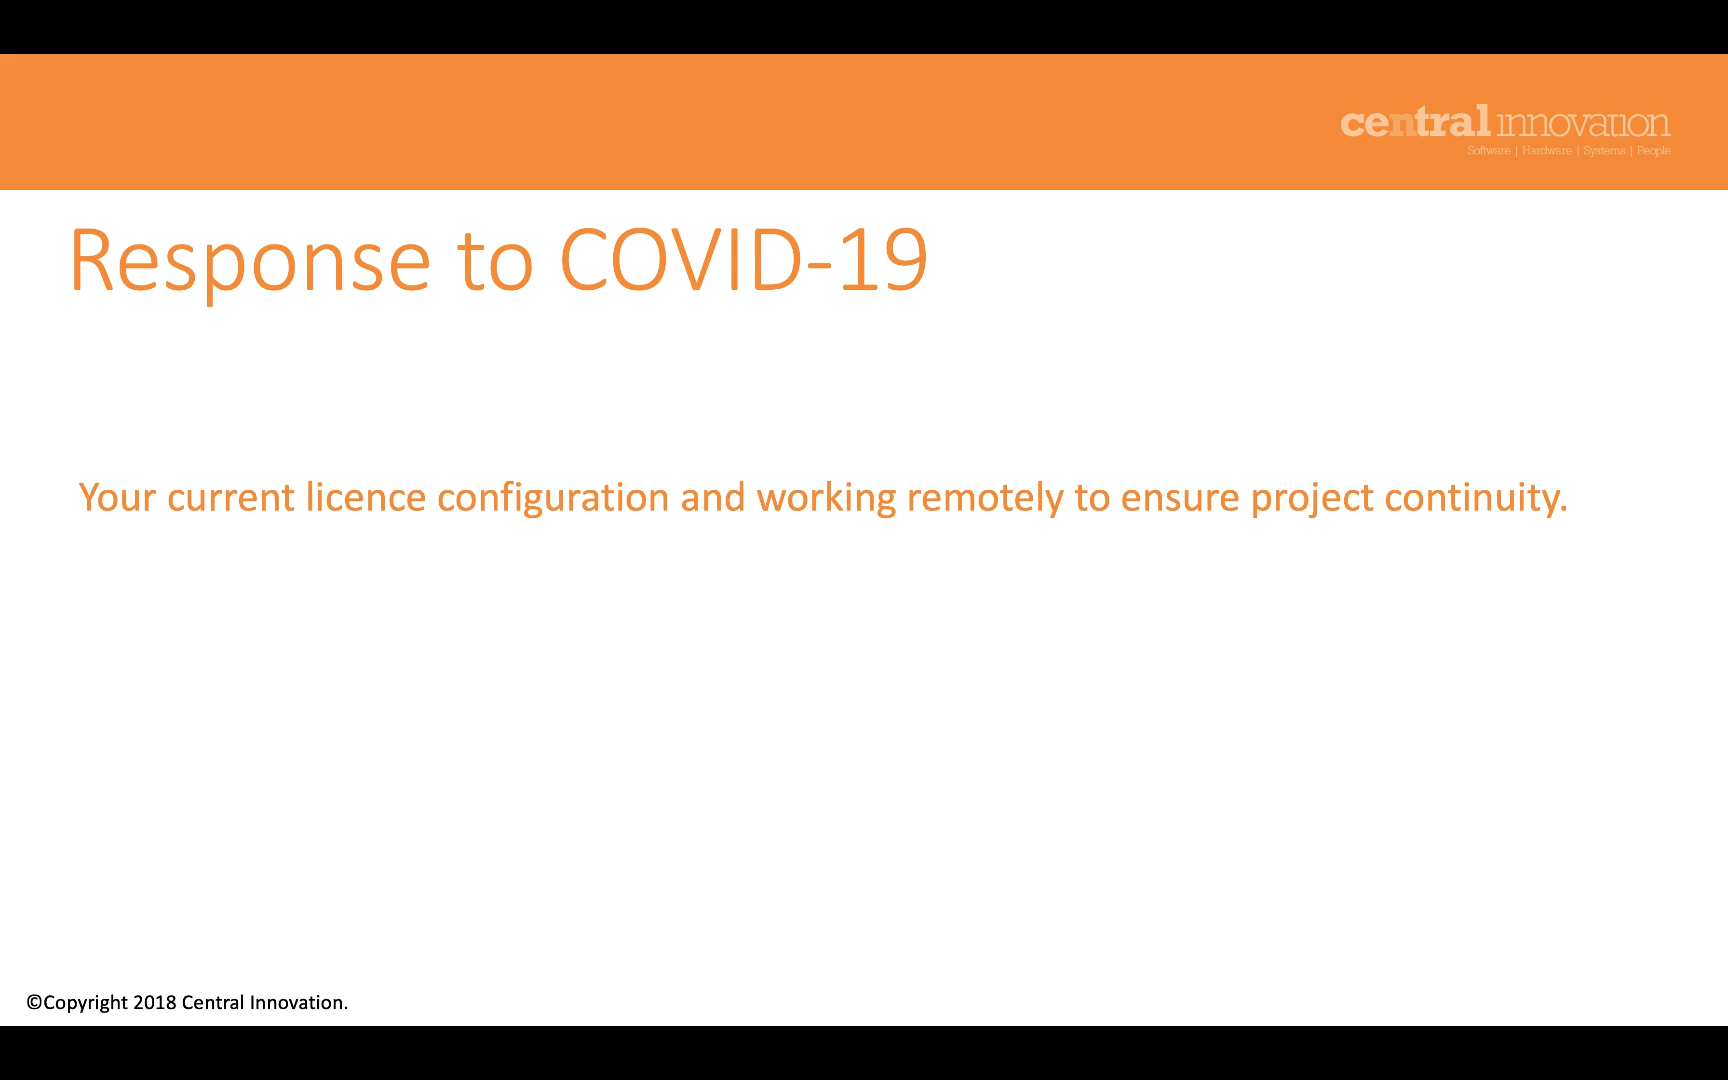 central innovation
Software | Hardware | Systems | People
Response to COVID-19
Your current licence configuration and working remotely to ensure project continuity.
©Copyright 2018 Central Innovation.